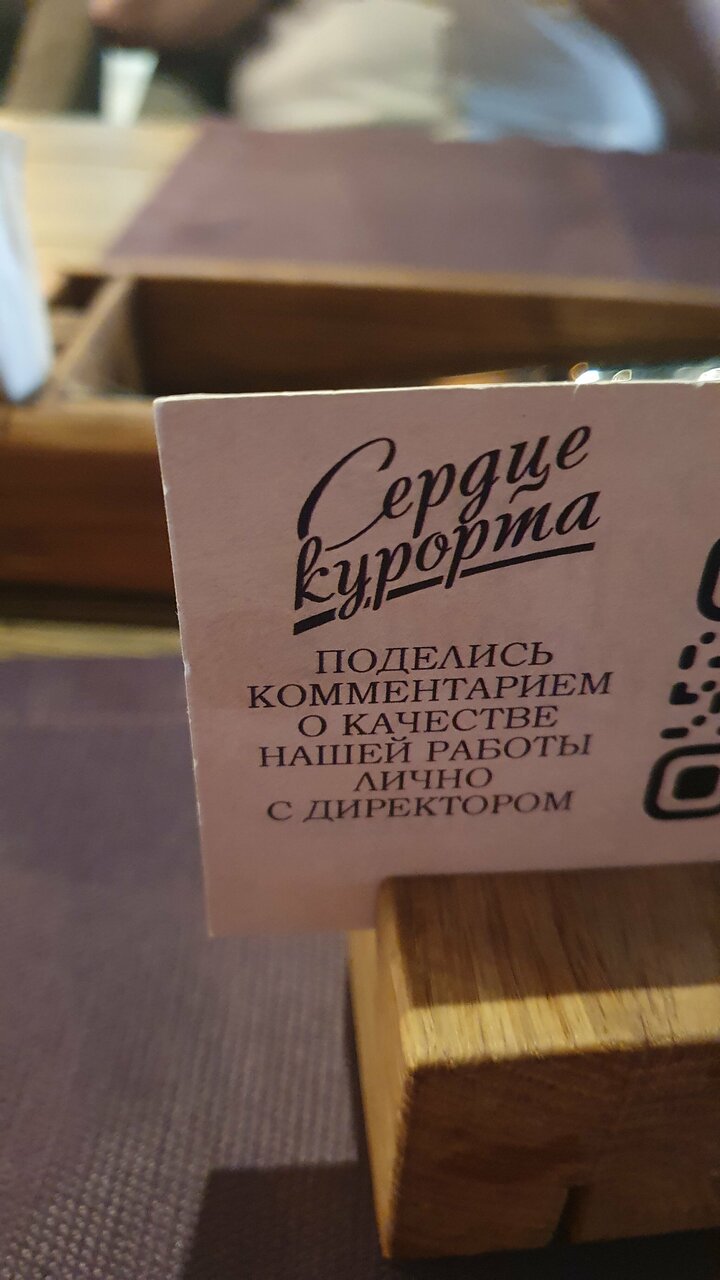 Сердце
курорта
ПОДЕЛИСЬ
КОММЕНТАРИЕМ
О КАЧЕСТВЕ
НАШЕЙ РАБОТЫ
ЛИЧНО
С ДИРЕКТОРОМ